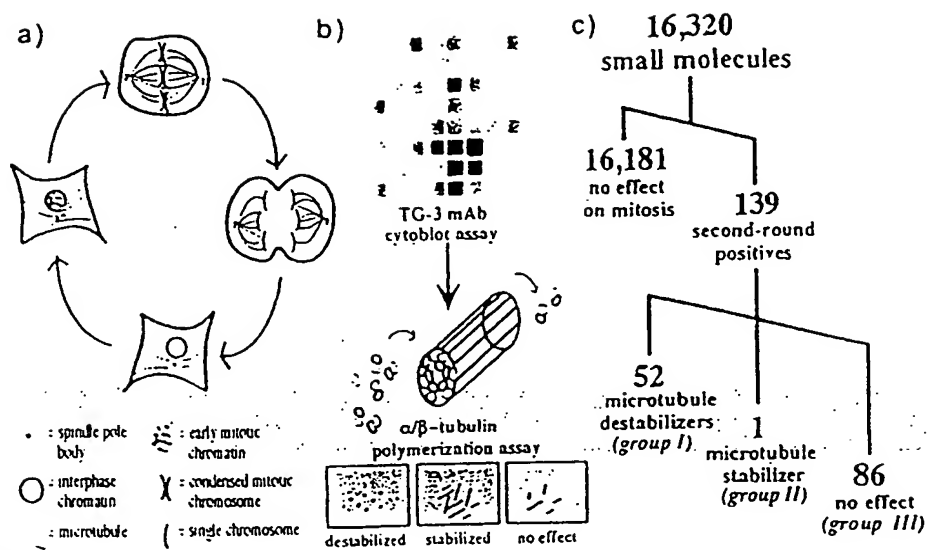 a)
: spindle pole
body
: interphase
chromatin
: microtubule
: early mitotic
chromatin
: condensed mitotic
chromosome
: single chromosome
b)
TG-3 mAb
cytoblot assay
α/β-tubulin
polymerization assay
destabilized
stabilized
no effect
c)
16,320
small molecules
16,181
no effect
on mitosis
139
second-round
positives
52
microtubule
destabilizers
(group I)
1
microtubule
stabilizer
(group II)
86
no effect
(group III)